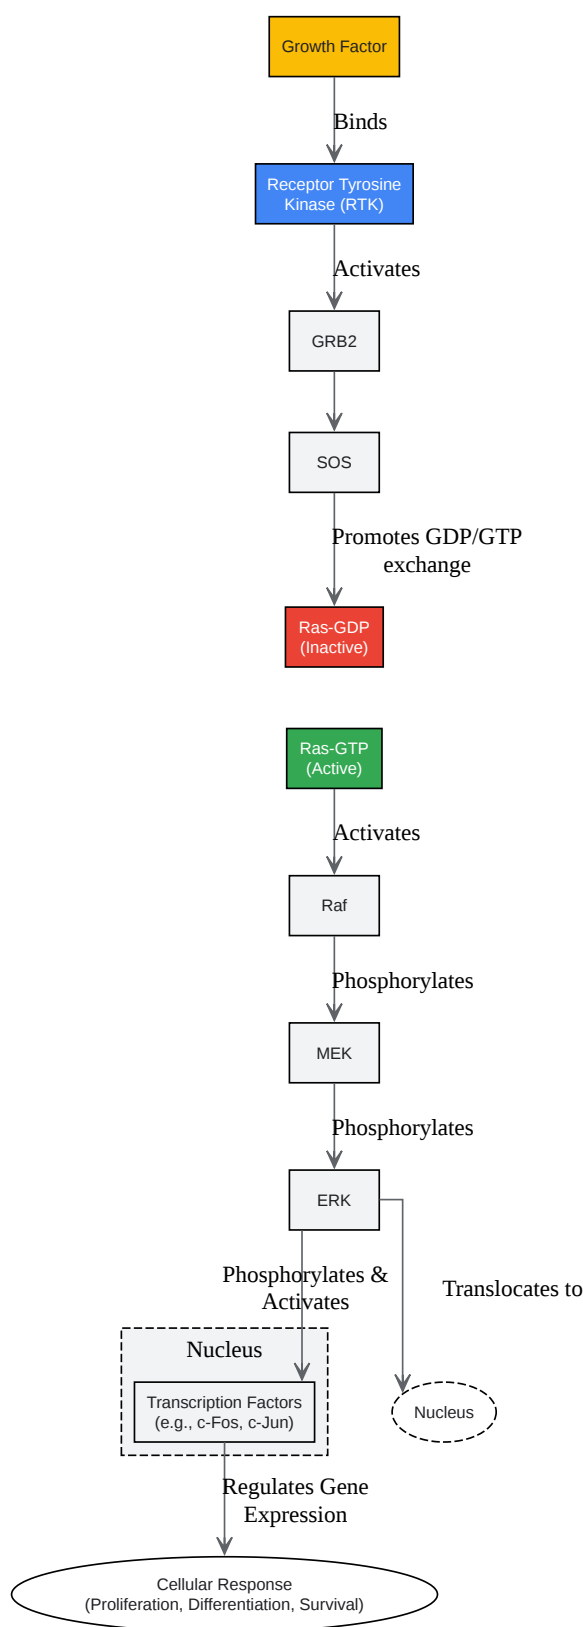 Growth Factor
Binds
Receptor Tyrosine
Kinase (RTK)
Activates
GRB2
SOS
Promotes GDP/GTP
exchange
Ras-GDP
(Inactive)
Ras-GTP
(Active)
Activates
Raf
Phosphorylates
MEK
Phosphorylates
ERK
Phosphorylates &
Activates
Translocates to
Nucleus
Transcription Factors
(e.g., c-Fos, c-Jun)
Nucleus
Regulates Gene
Expression
Cellular Response
(Proliferation, Differentiation, Survival)